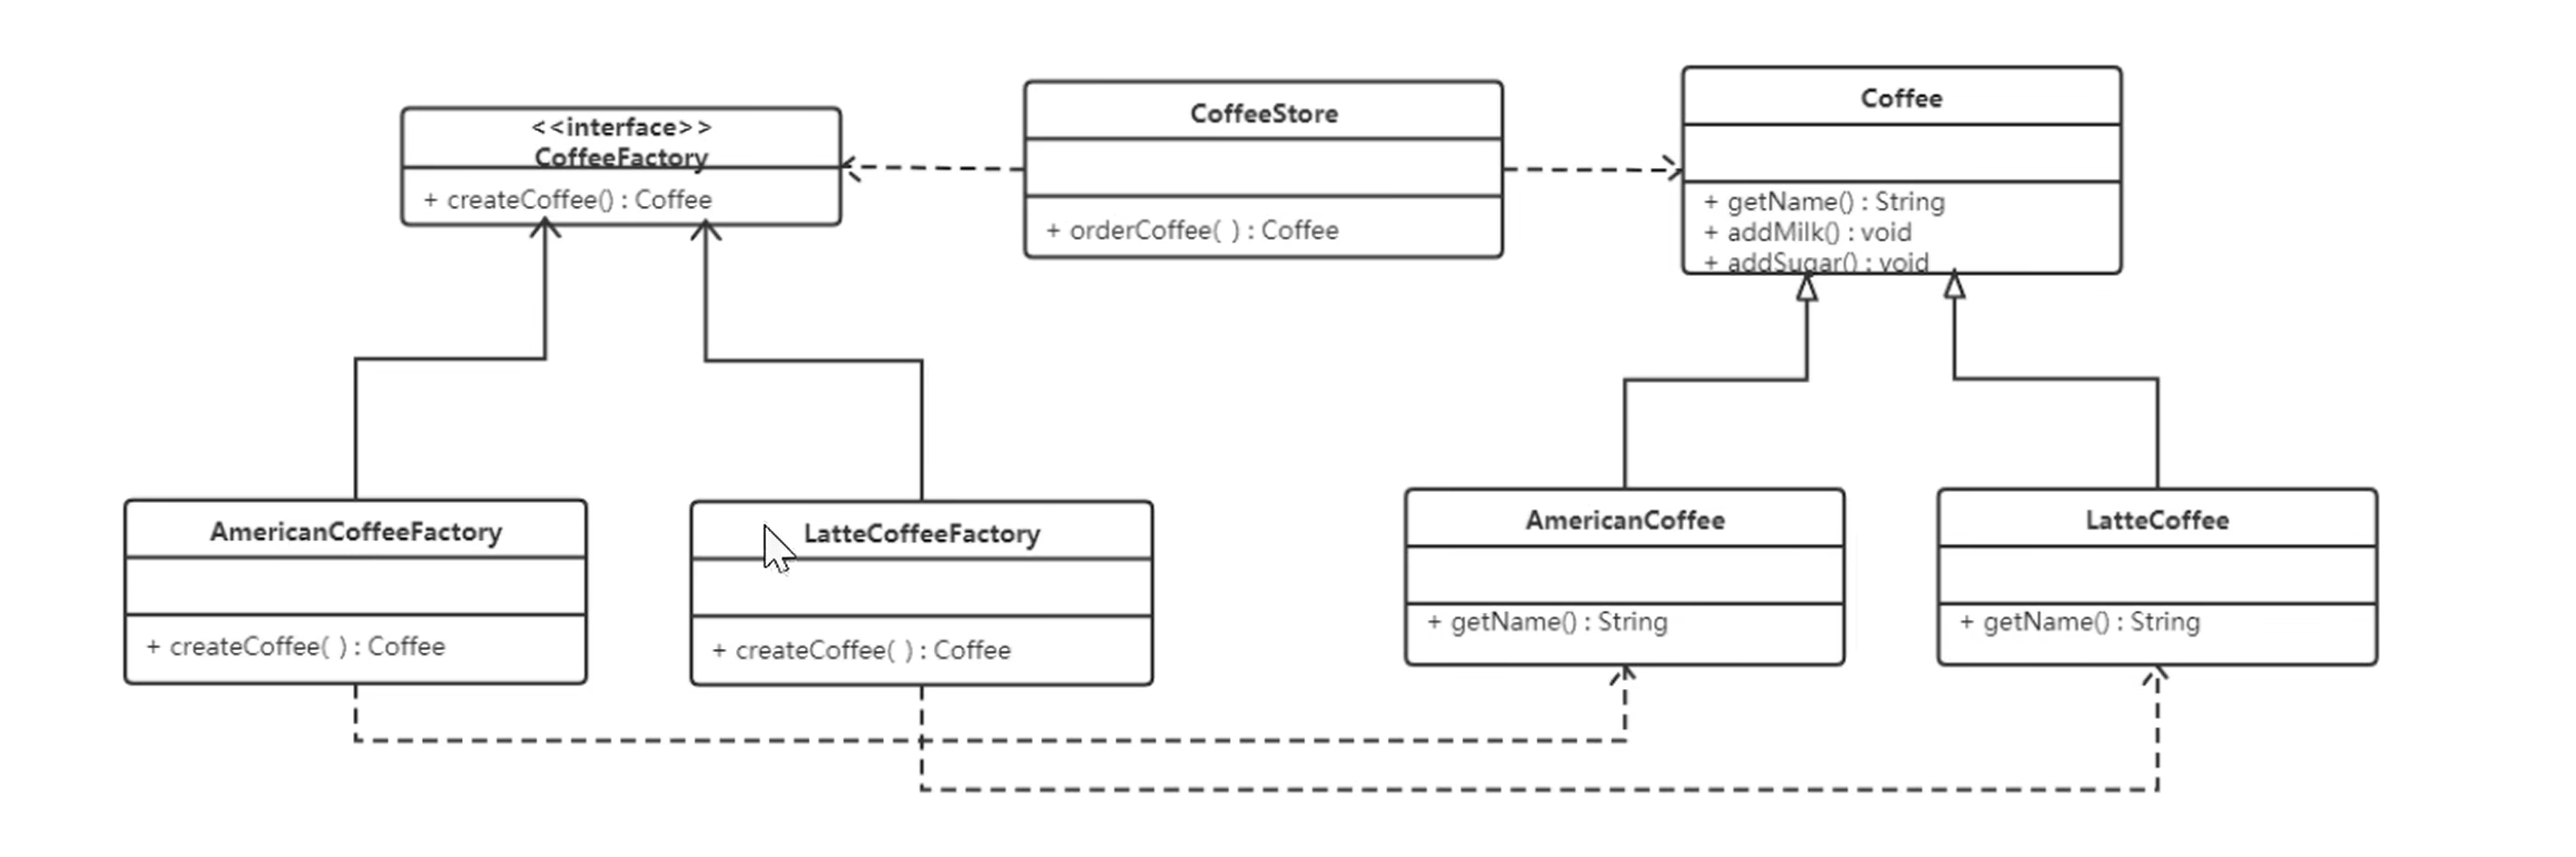 <<interface>>
CoffeeFactory
+ createCoffee() : Coffee
CoffeeStore
+ orderCoffee( ) : Coffee
Coffee
+ getName() : String
+ addMilk() : void
+ addSugar() : void
AmericanCoffeeFactory
+ createCoffee( ) : Coffee
LatteCoffeeFactory
+ createCoffee( ) : Coffee
AmericanCoffee
+ getName() : String
LatteCoffee
+ getName() : String